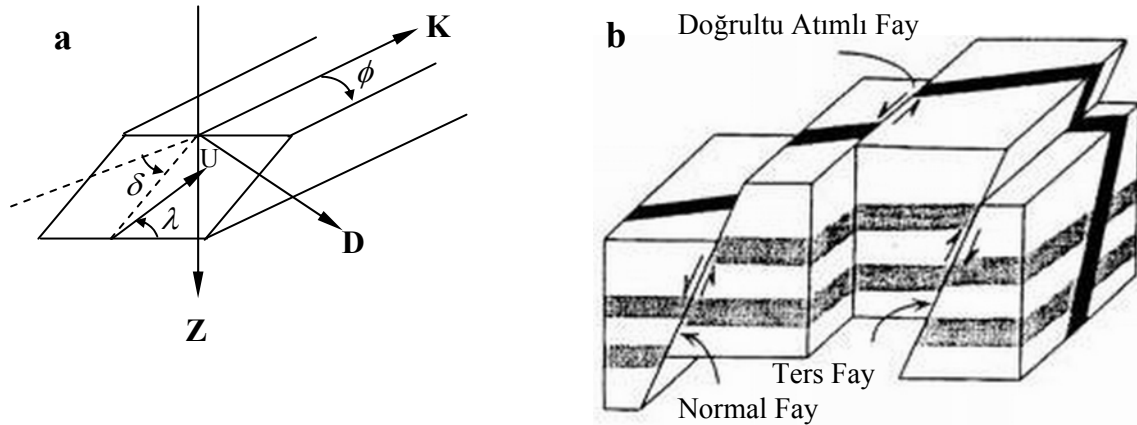 a
K
ϕ
U
δ
λ
D
Z
b
Doğrultu Atımlı Fay
Ters Fay
Normal Fay